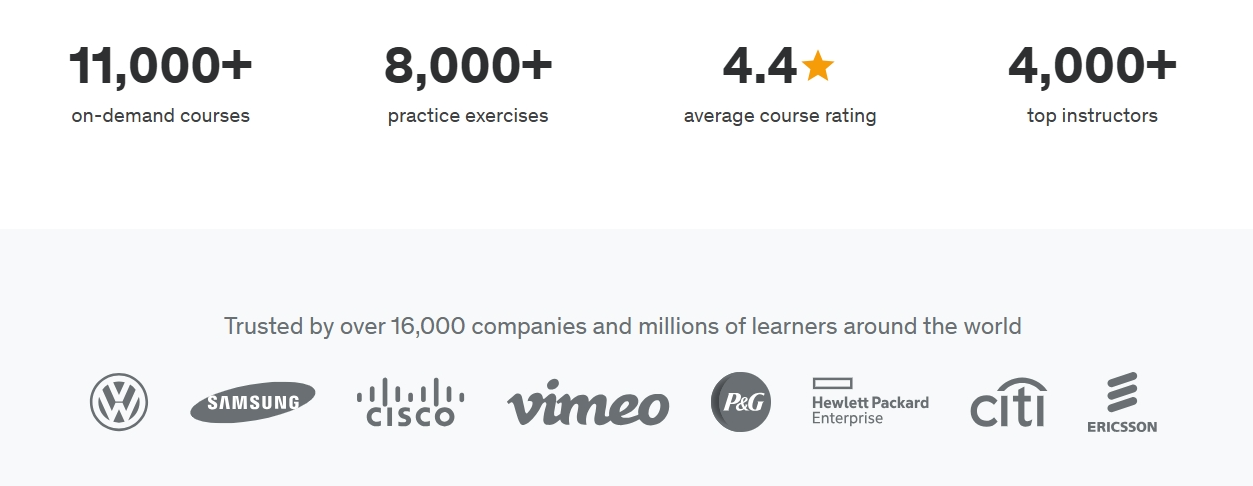 11,000+ 8,000+ 4.4 4,000+
on-demand courses practice exercises average course rating top instructors
Trusted by over 16,000 companies and millions of learners around the world
VW SAMSUNG CISCO vimeo P&G Hewlett Packard Enterprise citi ERICSSON